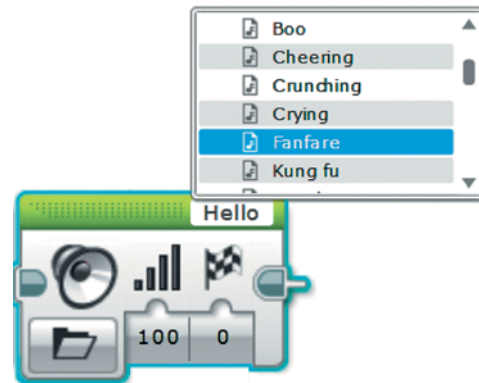 Boo
Cheering
Crunching
Crying
Fanfare
Kung fu
Hello
100 0